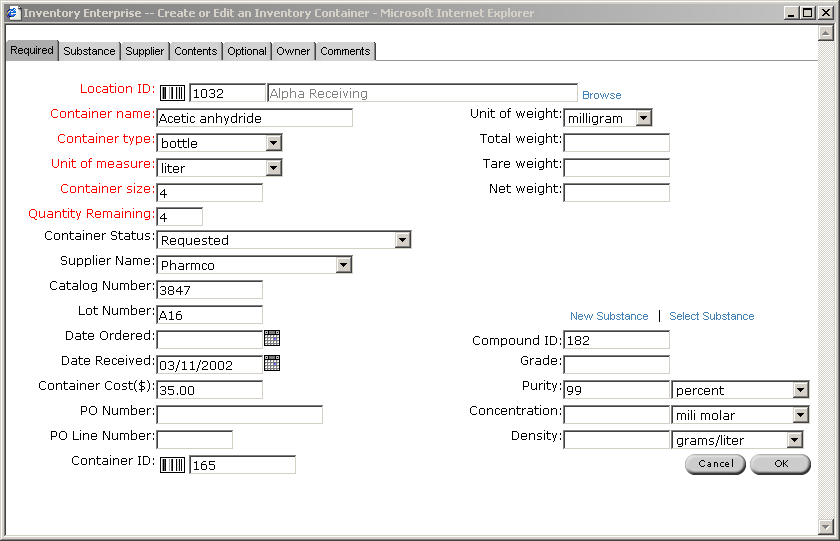 Inventory Enterprise -- Create or Edit an Inventory Container - Microsoft Internet Explorer
Required Substance Supplier Contents Optional Owner Comments
Location ID: 1032 Alpha Receiving Browse
Container name: Acetic anhydride Unit of weight: milligram
Container type: bottle Total weight:
Unit of measure: liter Tare weight:
Container size: 4 Net weight:
Quantity Remaining: 4
Container Status: Requested
Supplier Name: Pharmco
Catalog Number: 3847
Lot Number: A16 New Substance | Select Substance
Date Ordered: Compound ID: 182
Date Received: 03/11/2002 Grade:
Container Cost($): 35.00 Purity: 99 percent
PO Number: Concentration: mili molar
PO Line Number: Density: grams/liter
Container ID: 165 Cancel OK